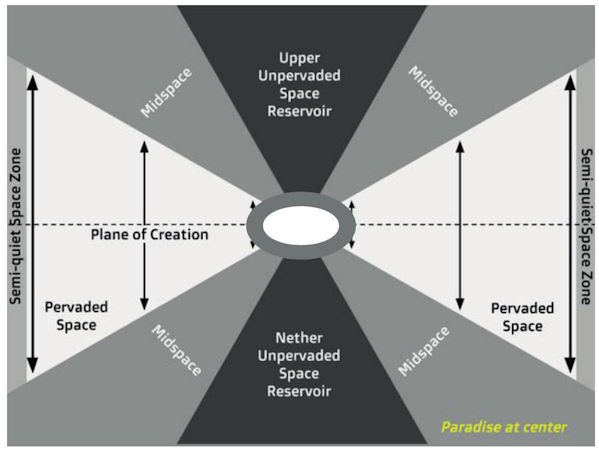 Upper
Unpervaded
Space
Reservoir
Midspace
Midspace
Semi-quiet Space Zone
Semi-quiet Space Zone
Plane of Creation
Pervaded
Space
Pervaded
Space
Midspace
Midspace
Nether
Unpervaded
Space
Reservoir
Paradise at center